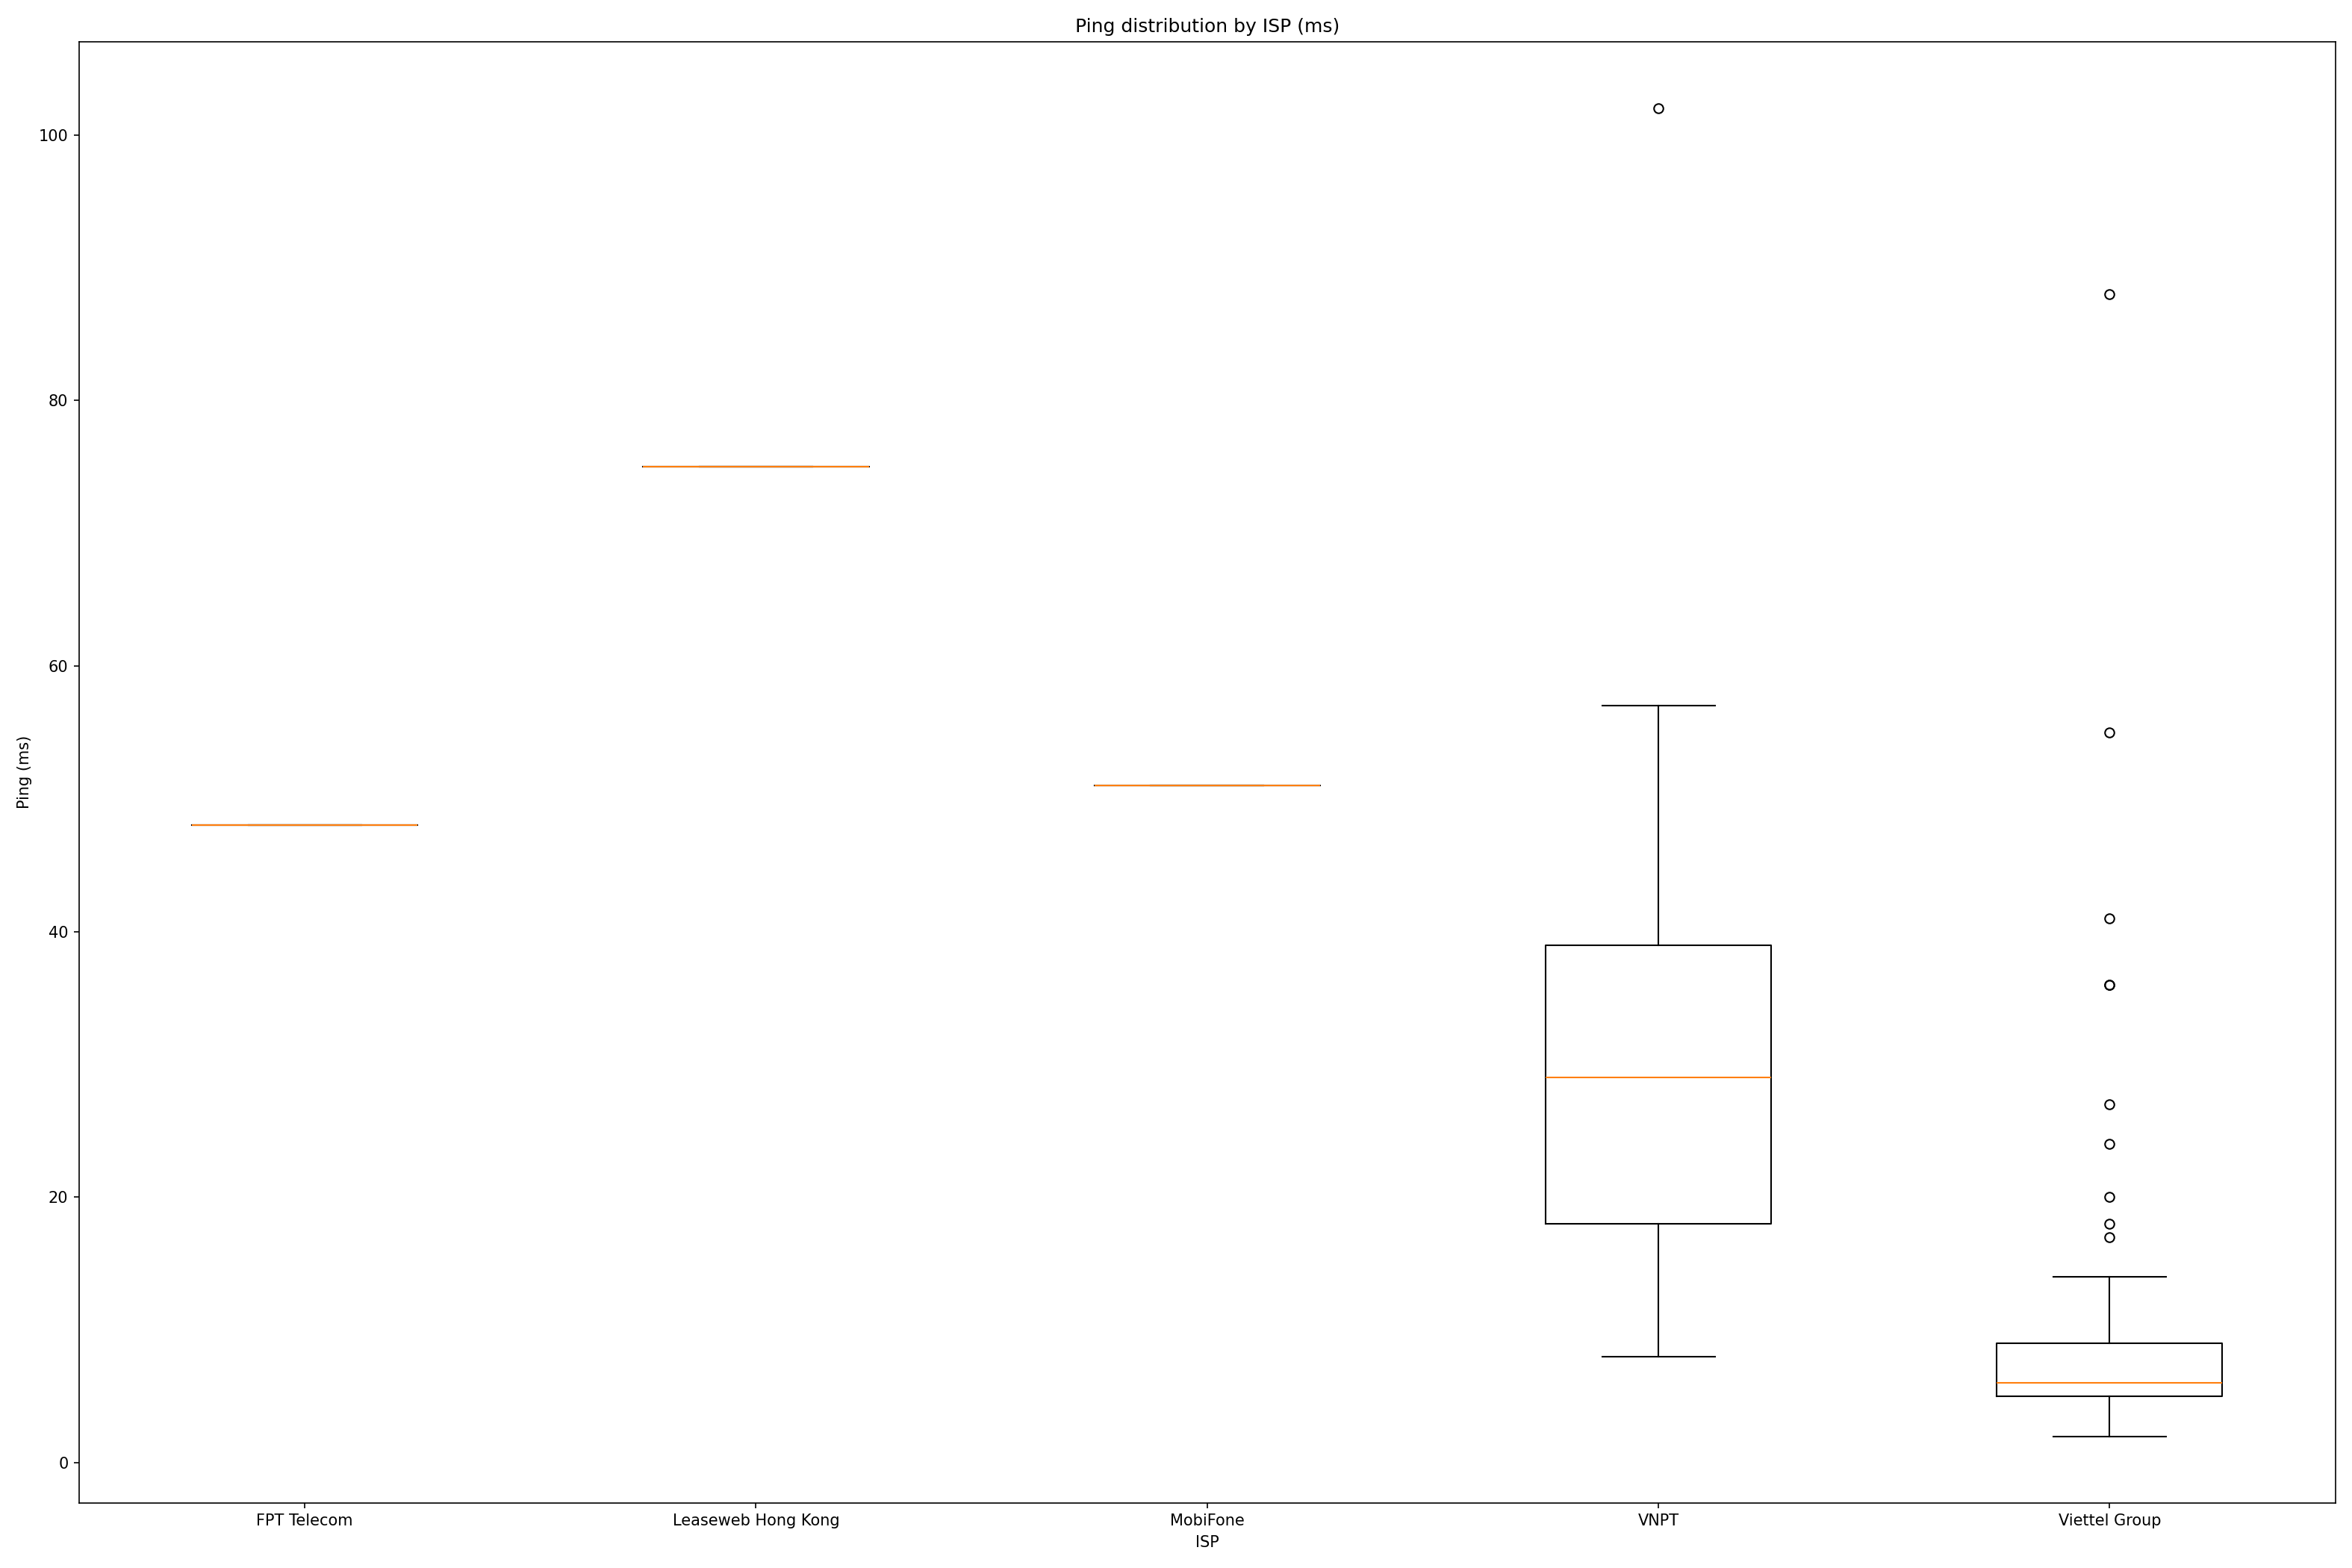 Ping distribution by ISP (ms)
100
80
60
40
20
0
Ping (ms)
FPT Telecom
Leaseweb Hong Kong
MobiFone
VNPT
Viettel Group
ISP